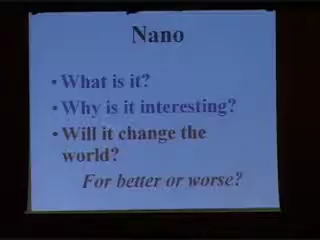 Nano
• What is it?
• Why is it interesting?
• Will it change the
world?
For better or worse?